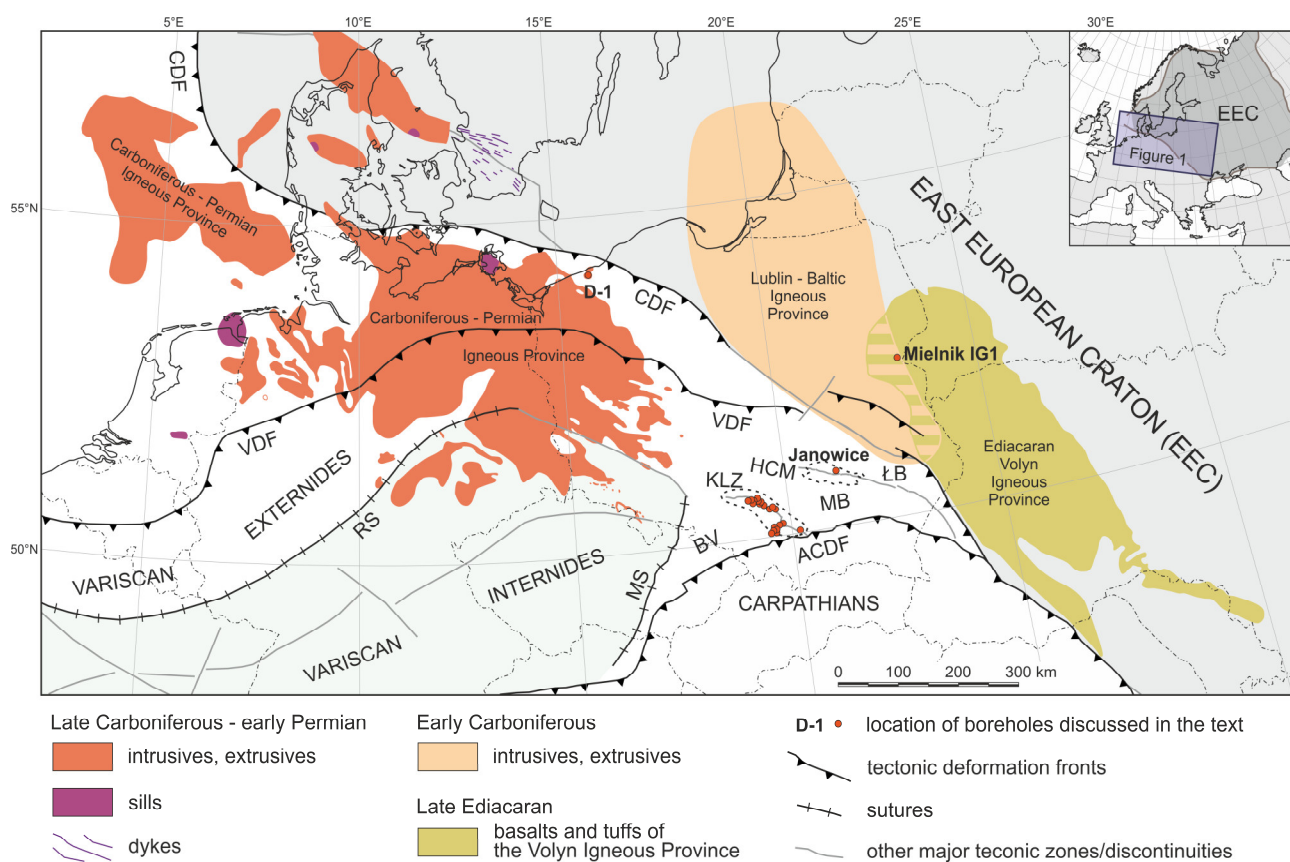 5°E
10°E
15°E
20°E
25°E
30°E
CDF
EEC
Figure 1
Carboniferous - Permian
Igneous Province
55°N
EAST EUROPEAN CRATON (EEC)
D-1
CDF
Lublin - Baltic
Igneous
Province
Carboniferous - Permian
Igneous Province
Mielnik IG1
VDF
VDF
Ediacaran
Volyn
Igneous
Province
Janowice
HCM
ŁB
KLZ
MB
EXTERNIDES
RS
BV
ACDF
50°N
VARISCAN
INTERNIDES
MS
CARPATHIANS
VARISCAN
0 100 200 300 km
Late Carboniferous - early Permian
intrusives, extrusives
sills
dykes
Early Carboniferous
intrusives, extrusives
Late Ediacaran
basalts and tuffs of
the Volyn Igneous Province
D-1 location of boreholes discussed in the text
tectonic deformation fronts
sutures
other major teconic zones/discontinuities